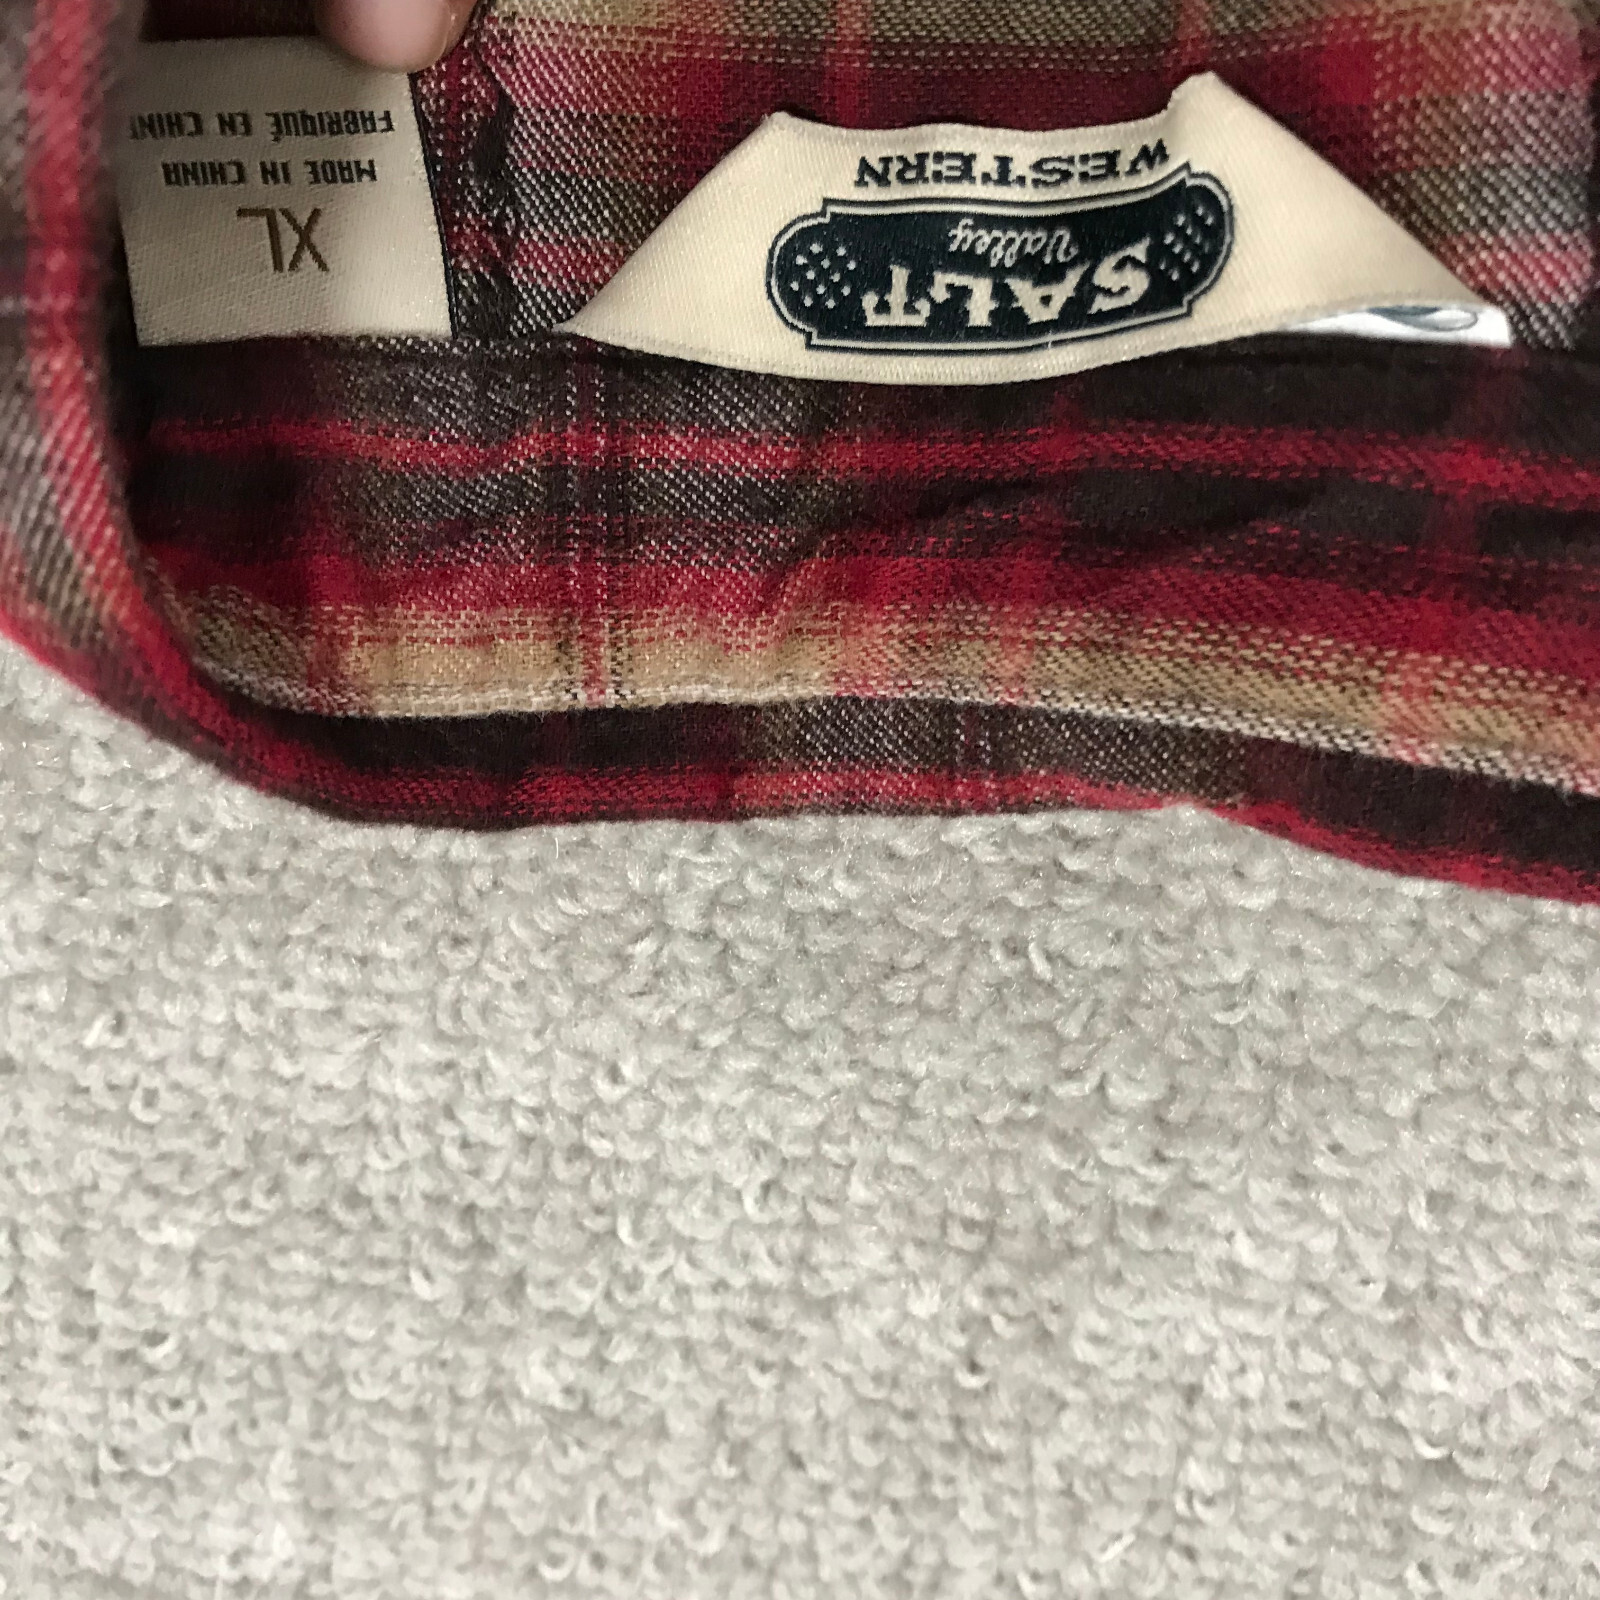 SALT
Valley
WESTERN
XL
MADE IN CHINA
FABRIQUÉ EN CHINE